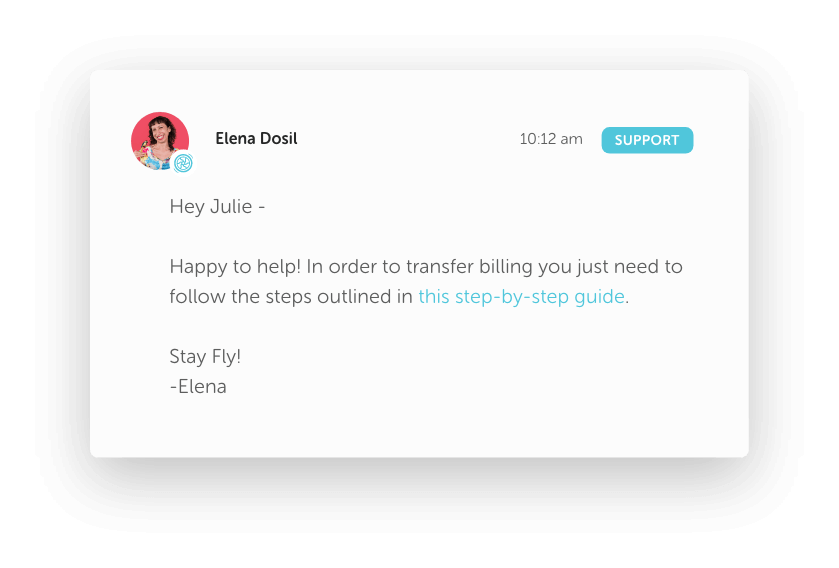 Elena Dosil
10:12 am
SUPPORT
Hey Julie -
Happy to help! In order to transfer billing you just need to
follow the steps outlined in this step-by-step guide.
Stay Fly!
-Elena